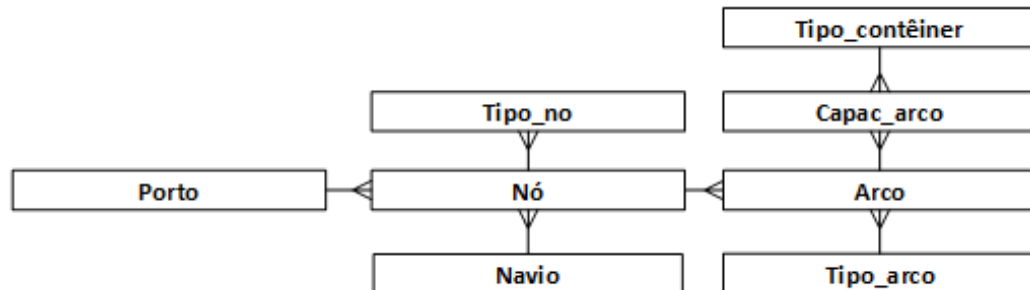 Tipo_contêiner
Tipo_no
Capac_arco
Porto
Nó
Arco
Navio
Tipo_arco